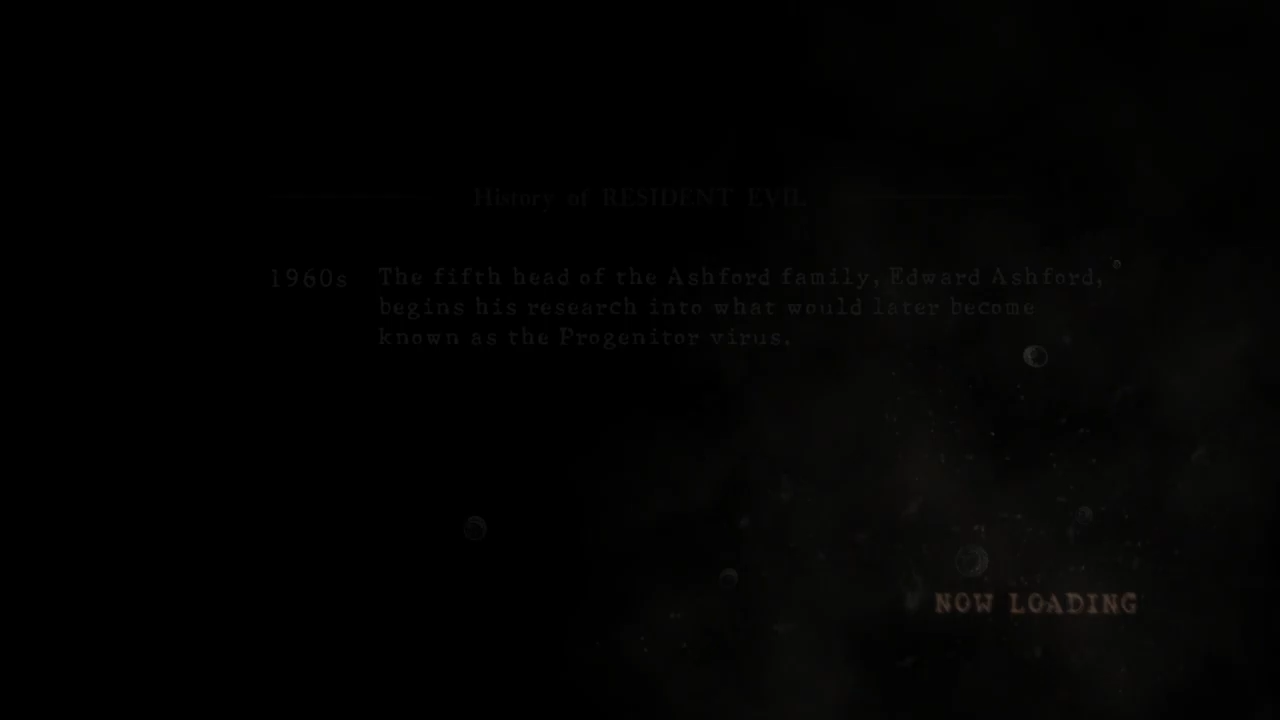 History of RESIDENT EVIL
1960s The fifth head of the Ashford family, Edward Ashford,
begins his research into what would later become
known as the Progenitor virus.
NOW LOADING